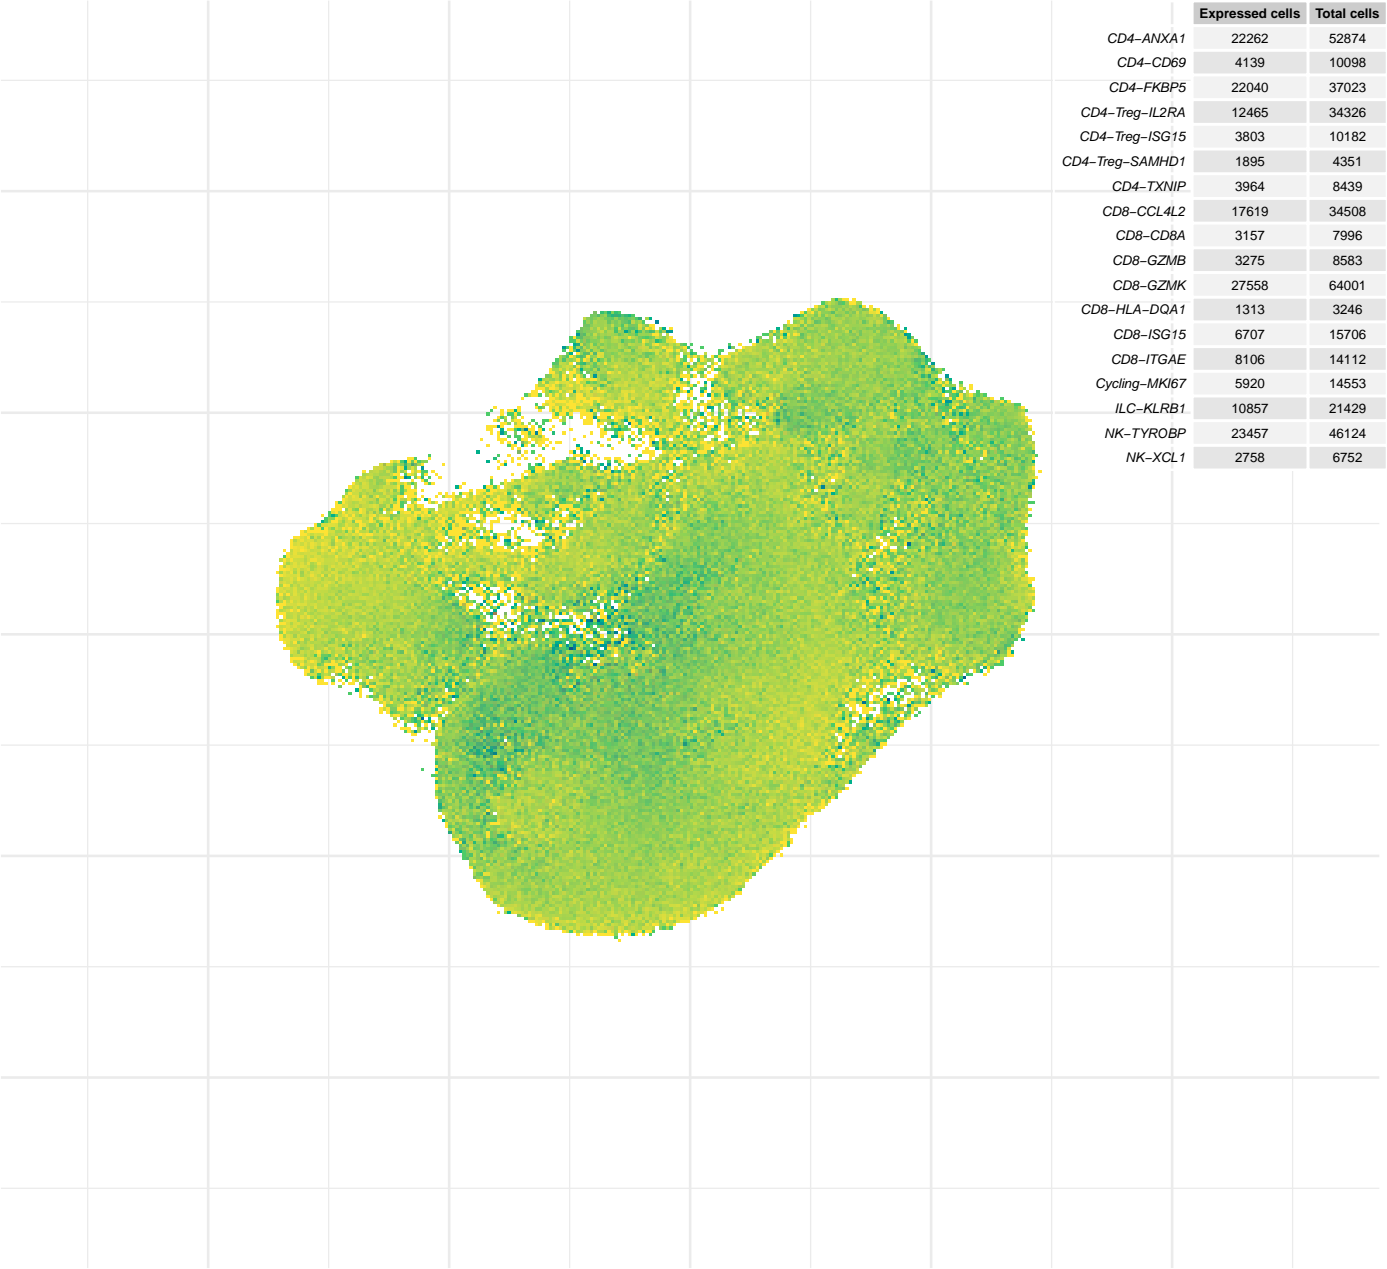 Expressed cells Total cells
CD4−ANXA1 22262 52874
CD4−CD69 4139 10098
CD4−FKBP5 22040 37023
CD4−Treg−IL2RA 12465 34326
CD4−Treg−ISG15 3803 10182
CD4−Treg−SAMHD1 1895 4351
CD4−TXNIP 3964 8439
CD8−CCL4L2 17619 34508
CD8−CD8A 3157 7996
CD8−GZMB 3275 8583
CD8−GZMK 27558 64001
CD8−HLA−DQA1 1313 3246
CD8−ISG15 6707 15706
CD8−ITGAE 8106 14112
Cycling−MKI67 5920 14553
ILC−KLRB1 10857 21429
NK−TYROBP 23457 46124
NK−XCL1 2758 6752